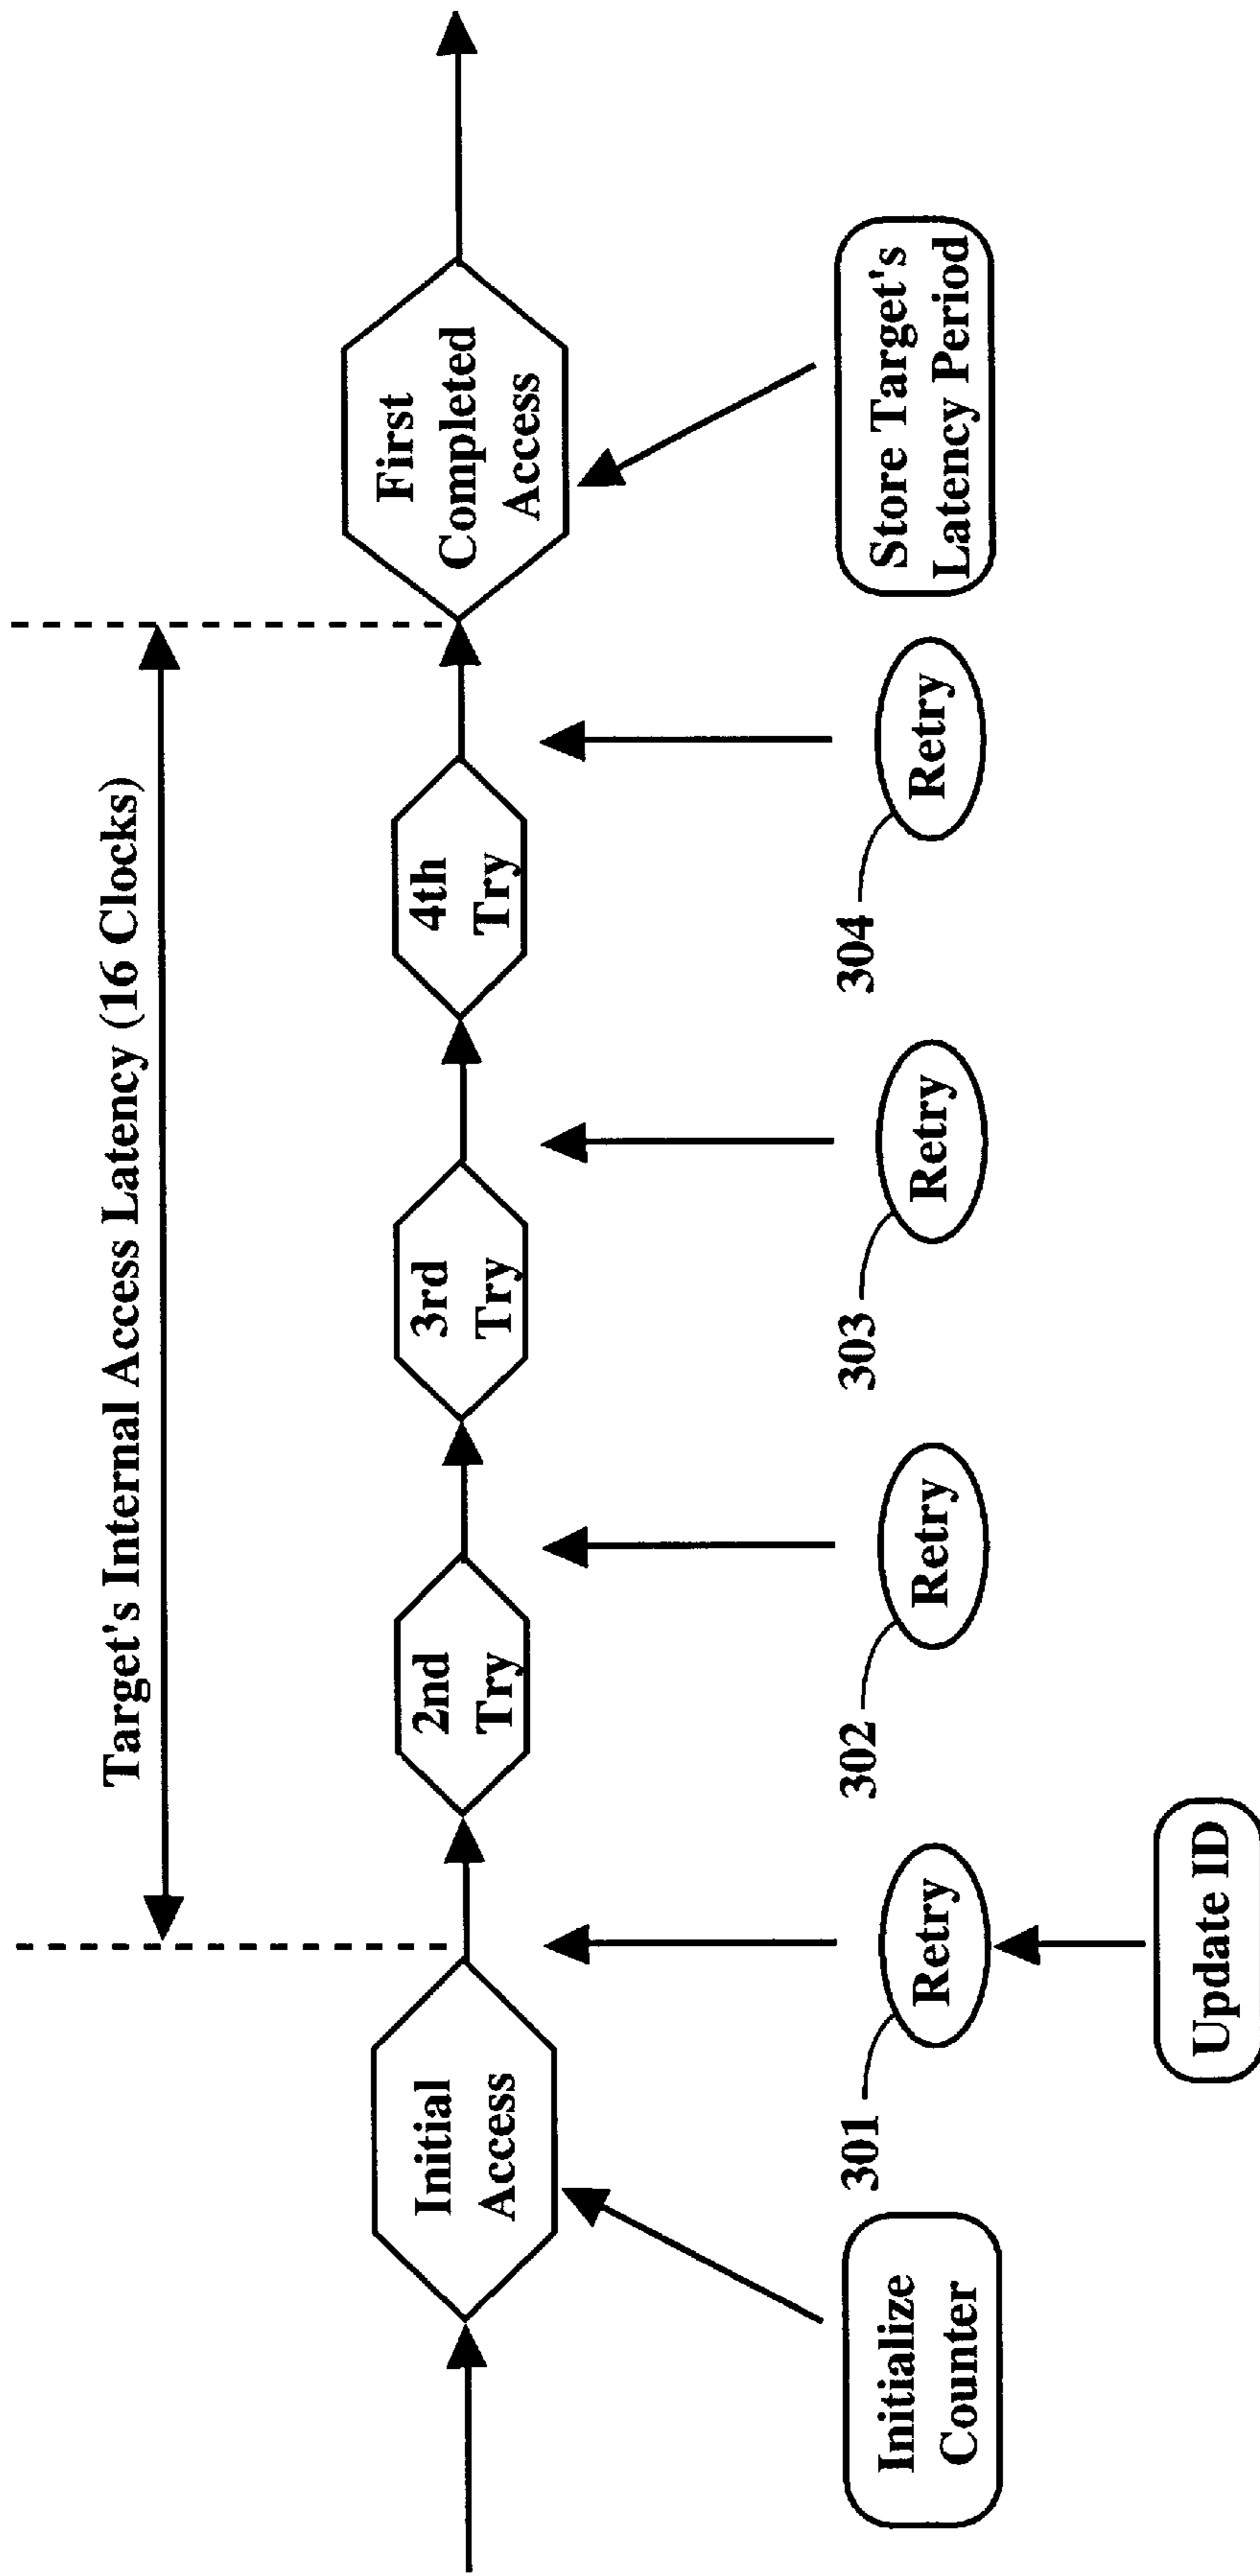 Target's Internal Access Latency (16 Clocks)
Initial
Access
2nd
Try
3rd
Try
4th
Try
First
Completed
Access
Initialize
Counter
301
Retry
302
Retry
303
Retry
304
Retry
Store Target's
Latency Period
Update ID